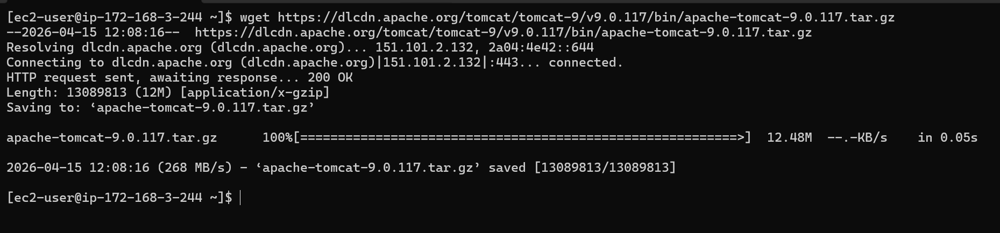 [ec2-user@ip-172-168-3-244 ~]$ wget https://dlcdn.apache.org/tomcat/tomcat-9/v9.0.117/bin/apache-tomcat-9.0.117.tar.gz
--2026-04-15 12:08:16--  https://dlcdn.apache.org/tomcat/tomcat-9/v9.0.117/bin/apache-tomcat-9.0.117.tar.gz
Resolving dlcdn.apache.org (dlcdn.apache.org)... 151.101.2.132, 2a04:4e42::644
Connecting to dlcdn.apache.org (dlcdn.apache.org)|151.101.2.132|:443... connected.
HTTP request sent, awaiting response... 200 OK
Length: 13089813 (12M) [application/x-gzip]
Saving to: ‘apache-tomcat-9.0.117.tar.gz’
apache-tomcat-9.0.117.tar.gz      100%[==========================================================>]  12.48M  --.-KB/s    in 0.05s
2026-04-15 12:08:16 (268 MB/s) - ‘apache-tomcat-9.0.117.tar.gz’ saved [13089813/13089813]
[ec2-user@ip-172-168-3-244 ~]$